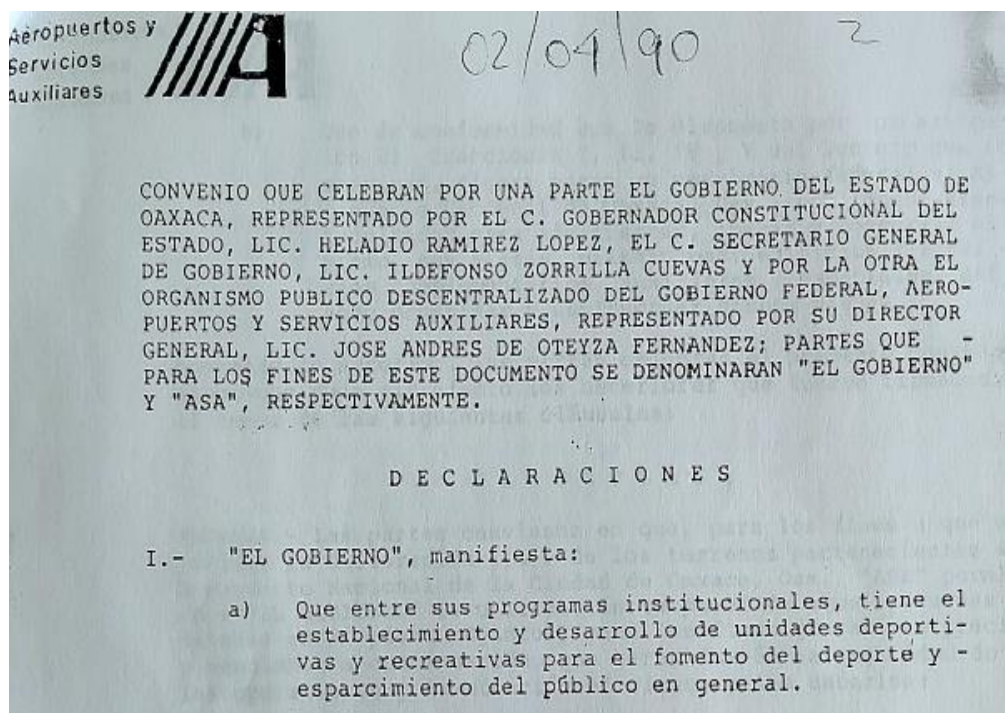 Aeropuertos y
Servicios
Auxiliares
A
02/04/90
2
CONVENIO QUE CELEBRAN POR UNA PARTE EL GOBIERNO DEL ESTADO DE
OAXACA, REPRESENTADO POR EL C. GOBERNADOR CONSTITUCIONAL DEL
ESTADO, LIC. HELADIO RAMIREZ LOPEZ, EL C. SECRETARIO GENERAL
DE GOBIERNO, LIC. ILDEFONSO ZORRILLA CUEVAS Y POR LA OTRA EL
ORGANISMO PUBLICO DESCENTRALIZADO DEL GOBIERNO FEDERAL, AERO-
PUERTOS Y SERVICIOS AUXILIARES, REPRESENTADO POR SU DIRECTOR
GENERAL, LIC. JOSE ANDRES DE OTEYZA FERNANDEZ; PARTES QUE -
PARA LOS FINES DE ESTE DOCUMENTO SE DENOMINARAN "EL GOBIERNO"
Y "ASA", RESPECTIVAMENTE.
D E C L A R A C I O N E S
I.- "EL GOBIERNO", manifiesta:
a) Que entre sus programas institucionales, tiene el
establecimiento y desarrollo de unidades deporti-
vas y recreativas para el fomento del deporte y -
esparcimiento del público en general.